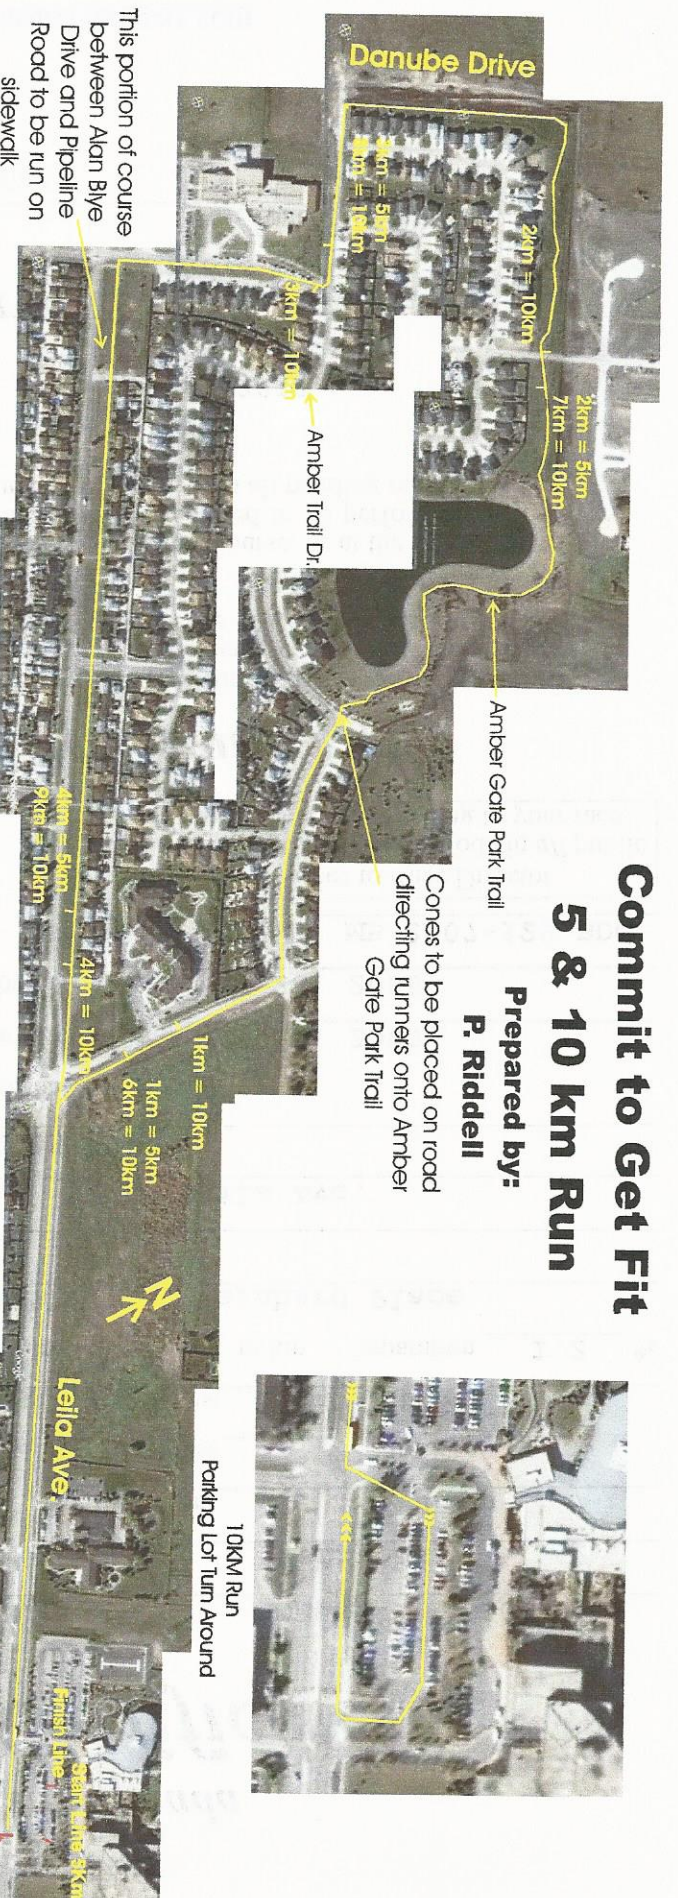 Commit to Get Fit
5 & 10 km Run
Prepared by:
P. Riddell
Danube Drive
This portion of course
between Alan Blye
Drive and Pipeline
Road to be run on
sidewalk
3km = 5km
8km = 10km
2km = 10km
2km = 5km
7km = 10km
3km = 10km
Amber Trail Dr.
Amber Gate Park Trail
Cones to be placed on road
directing runners onto Amber
Gate Park Trail
4km = 5km
9km = 10km
4km = 10km
1km = 10km
1km = 5km
6km = 10km
N
Leila Ave.
10KM Run
Parking Lot Turn Around
Finish Line
Start Line 5Km